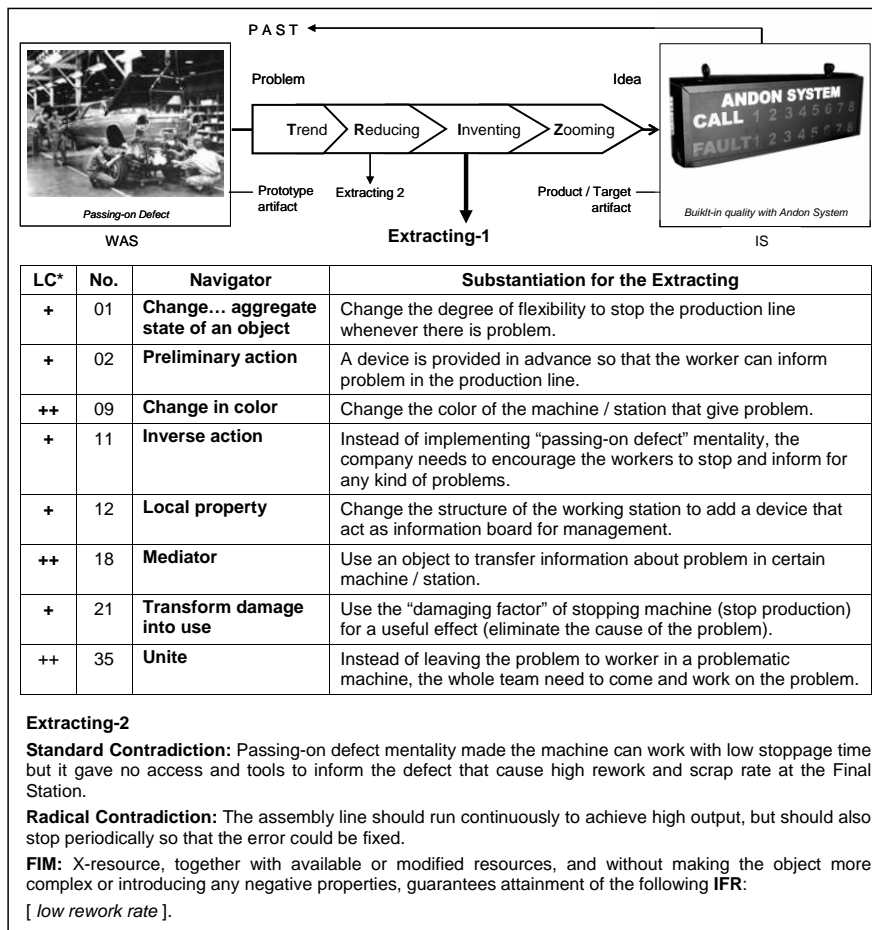 PAST
Problem
Idea
Trend
Reducing
Inventing
Zooming
ANDON SYSTEM
CALL 1 2 3 4 5 6 7 8
FAULT 1 2 3 4 5 6 7 8
Passing-on Defect
Prototype
artifact
Extracting 2
Product / Target
artifact
Buiklt-in quality with Andon System
WAS
Extracting-1
IS
LC* No. Navigator Substantiation for the Extracting
+ 01 Change… aggregate state of an object Change the degree of flexibility to stop the production line
whenever there is problem.
+ 02 Preliminary action A device is provided in advance so that the worker can inform
problem in the production line.
++ 09 Change in color Change the color of the machine / station that give problem.
+ 11 Inverse action Instead of implementing “passing-on defect” mentality, the
company needs to encourage the workers to stop and inform for
any kind of problems.
+ 12 Local property Change the structure of the working station to add a device that
act as information board for management.
++ 18 Mediator Use an object to transfer information about problem in certain
machine / station.
+ 21 Transform damage into use Use the “damaging factor” of stopping machine (stop production)
for a useful effect (eliminate the cause of the problem).
++ 35 Unite Instead of leaving the problem to worker in a problematic
machine, the whole team need to come and work on the problem.
Extracting-2
Standard Contradiction: Passing-on defect mentality made the machine can work with low stoppage time
but it gave no access and tools to inform the defect that cause high rework and scrap rate at the Final
Station.
Radical Contradiction: The assembly line should run continuously to achieve high output, but should also
stop periodically so that the error could be fixed.
FIM: X-resource, together with available or modified resources, and without making the object more
complex or introducing any negative properties, guarantees attainment of the following IFR:
[ low rework rate ].